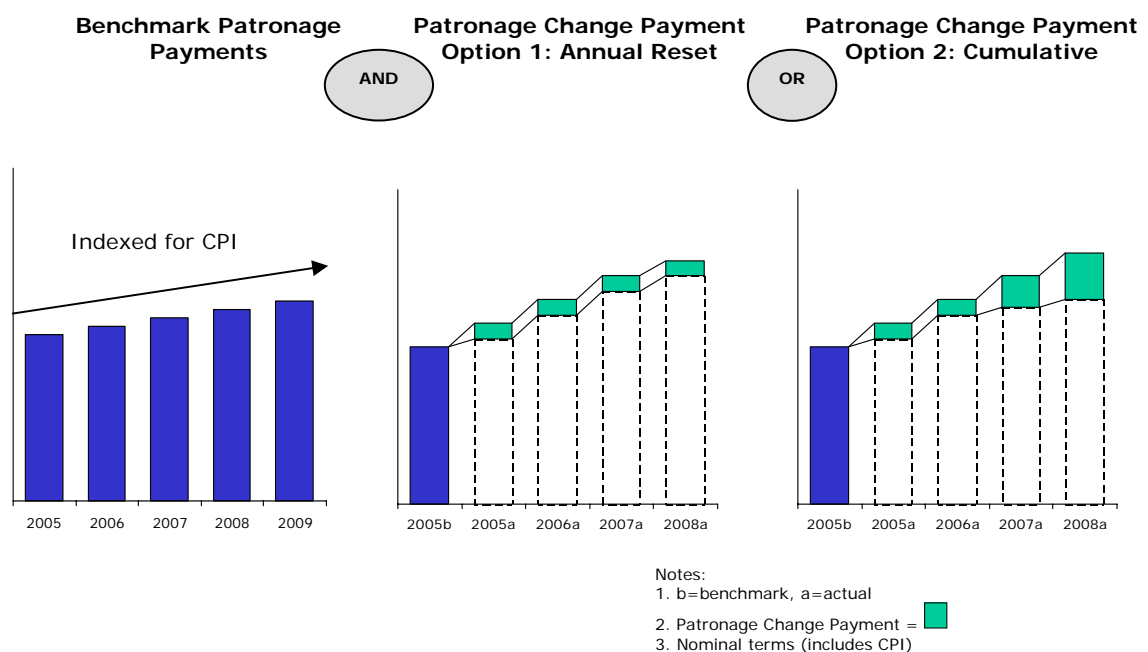 Benchmark Patronage
Payments
AND
Patronage Change Payment
Option 1: Annual Reset
OR
Patronage Change Payment
Option 2: Cumulative
Indexed for CPI
2005 2006 2007 2008 2009
2005b 2005a 2006a 2007a 2008a
2005b 2005a 2006a 2007a 2008a
Notes:
1. b=benchmark, a=actual
2. Patronage Change Payment =
3. Nominal terms (includes CPI)